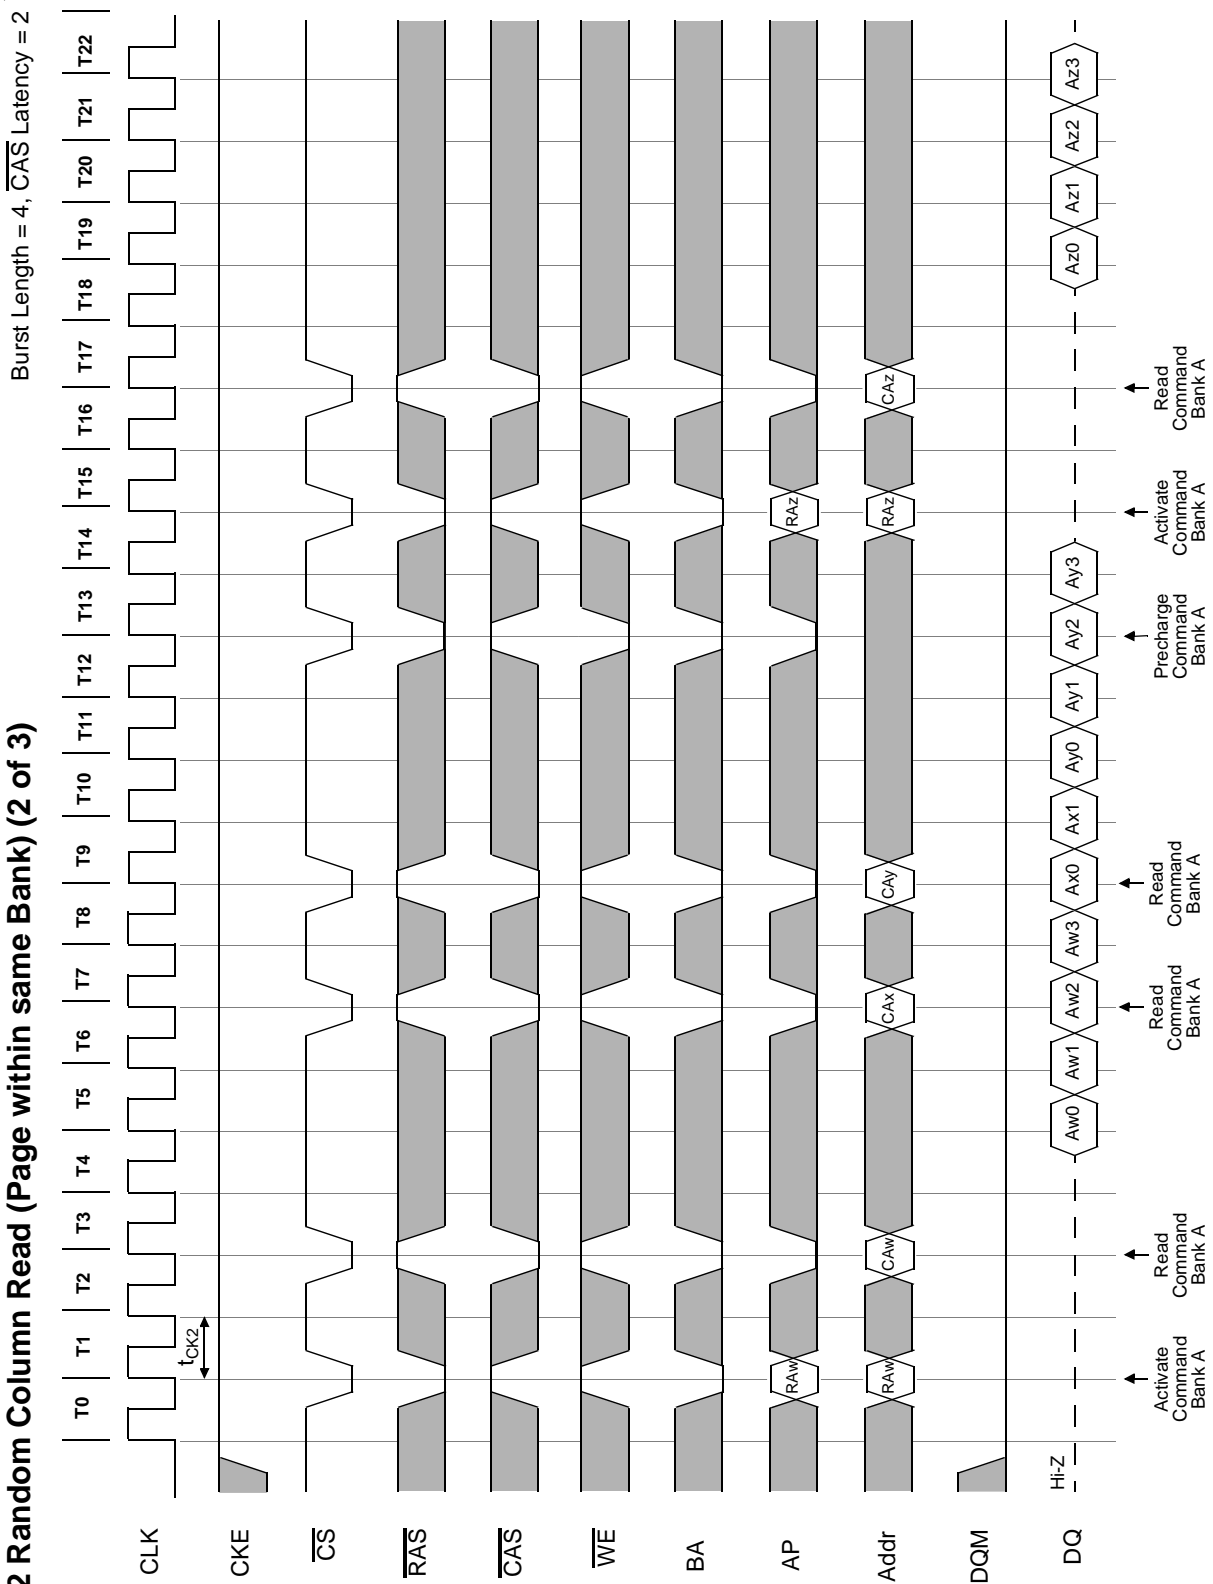 2 Random Column Read (Page within same Bank) (2 of 3)
Burst Length = 4, CAS Latency = 2
T0 T1 T2 T3 T4 T5 T6 T7 T8 T9 T10 T11 T12 T13 T14 T15 T16 T17 T18 T19 T20 T21 T22
CLK
tCK2
CKE
CS
RAS
CAS
WE
BA
AP
RAw RAz
Addr
RAw CAw CAx CAy RAz CAz
DQM
DQ
Hi-Z
Aw0 Aw1 Aw2 Aw3 Ax0 Ax1 Ay0 Ay1 Ay2 Ay3 Az0 Az1 Az2 Az3
Activate
Command
Bank A
Read
Command
Bank A
Read
Command
Bank A
Read
Command
Bank A
Precharge
Command
Bank A
Activate
Command
Bank A
Read
Command
Bank A